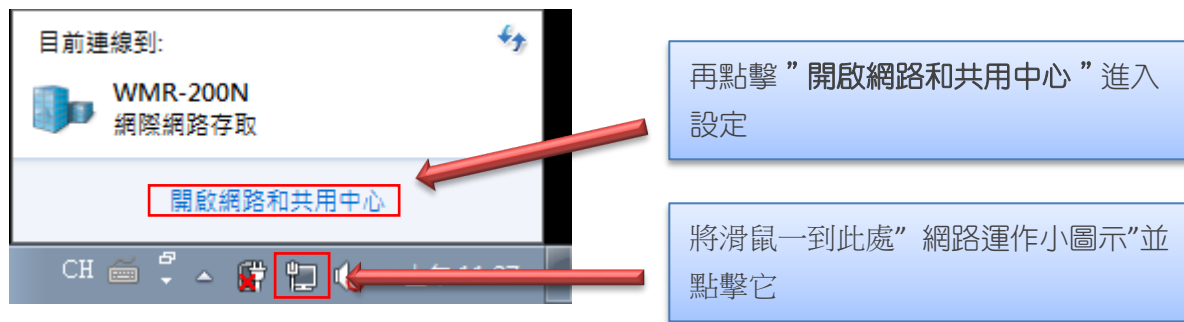 目前連線到:
WMR-200N
網際網路存取
開啟網路和共用中心
CH
再點擊 ” 開啟網路和共用中心 ” 進入
設定
將滑鼠一到此處” 網路運作小圖示”並
點擊它